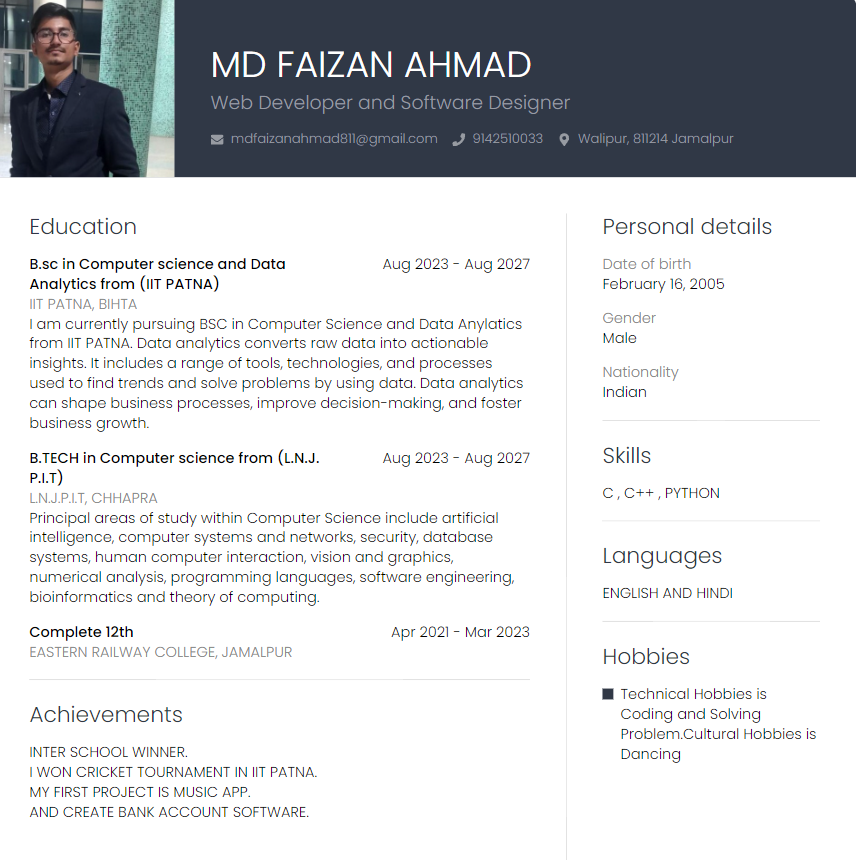 MD FAIZAN AHMAD
Web Developer and Software Designer
mdfaizanahmad811@gmail.com 9142510033 Walipur, 811214 Jamalpur
Education
B.sc in Computer science and Data Aug 2023 - Aug 2027
Analytics from (IIT PATNA)
IIT PATNA, BIHTA
I am currently pursuing BSC in Computer Science and Data Anylatics
from IIT PATNA. Data analytics converts raw data into actionable
insights. It includes a range of tools, technologies, and processes
used to find trends and solve problems by using data. Data analytics
can shape business processes, improve decision-making, and foster
business growth.
B.TECH in Computer science from (L.N.J. Aug 2023 - Aug 2027
P.I.T)
L.N.J.P.I.T, CHHAPRA
Principal areas of study within Computer Science include artificial
intelligence, computer systems and networks, security, database
systems, human computer interaction, vision and graphics,
numerical analysis, programming languages, software engineering,
bioinformatics and theory of computing.
Complete 12th Apr 2021 - Mar 2023
EASTERN RAILWAY COLLEGE, JAMALPUR
Achievements
INTER SCHOOL WINNER.
I WON CRICKET TOURNAMENT IN IIT PATNA.
MY FIRST PROJECT IS MUSIC APP.
AND CREATE BANK ACCOUNT SOFTWARE.
Personal details
Date of birth
February 16, 2005
Gender
Male
Nationality
Indian
Skills
C , C++ , PYTHON
Languages
ENGLISH AND HINDI
Hobbies
Technical Hobbies is
Coding and Solving
Problem.Cultural Hobbies is
Dancing